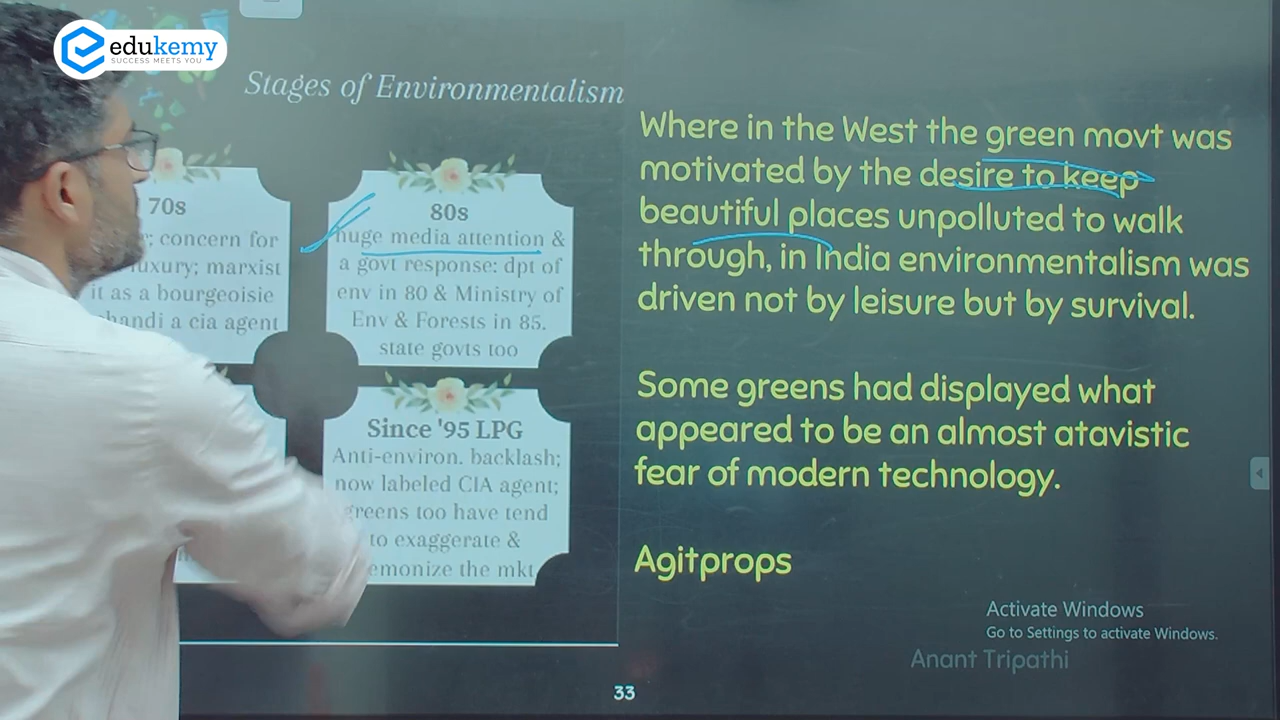 edukemy
SUCCESS MEETS YOU
Stages of Environmentalism
70s
concern for
luxury; marxist
it as a bourgeoisie
a cia agent
80s
huge media attention &
a govt response: dpt of
env in 80 & Ministry of
Env & Forests in 85.
state govts too
Since '95 LPG
Anti-environ. backlash;
now labeled CIA agent;
greens too have tend
to exaggerate &
the mkt
Where in the West the green movt was
motivated by the desire to keep
beautiful places unpolluted to walk
through, in India environmentalism was
driven not by leisure but by survival.
Some greens had displayed what
appeared to be an almost atavistic
fear of modern technology.
Agitprops
Activate Windows
Go to Settings to activate Windows.
Anant Tripathi
33